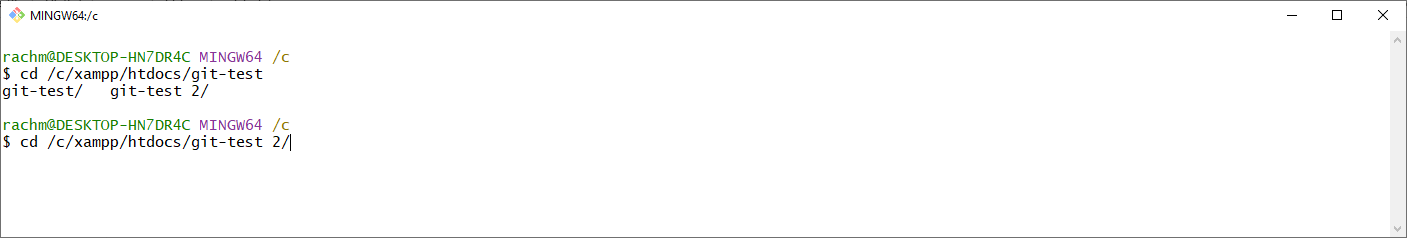 MINGW64:/c
rachm@DESKTOP-HN7DR4C MINGW64 /c
$ cd /c/xampp/htdocs/git-test
git-test/   git-test 2/
rachm@DESKTOP-HN7DR4C MINGW64 /c
$ cd /c/xampp/htdocs/git-test 2/